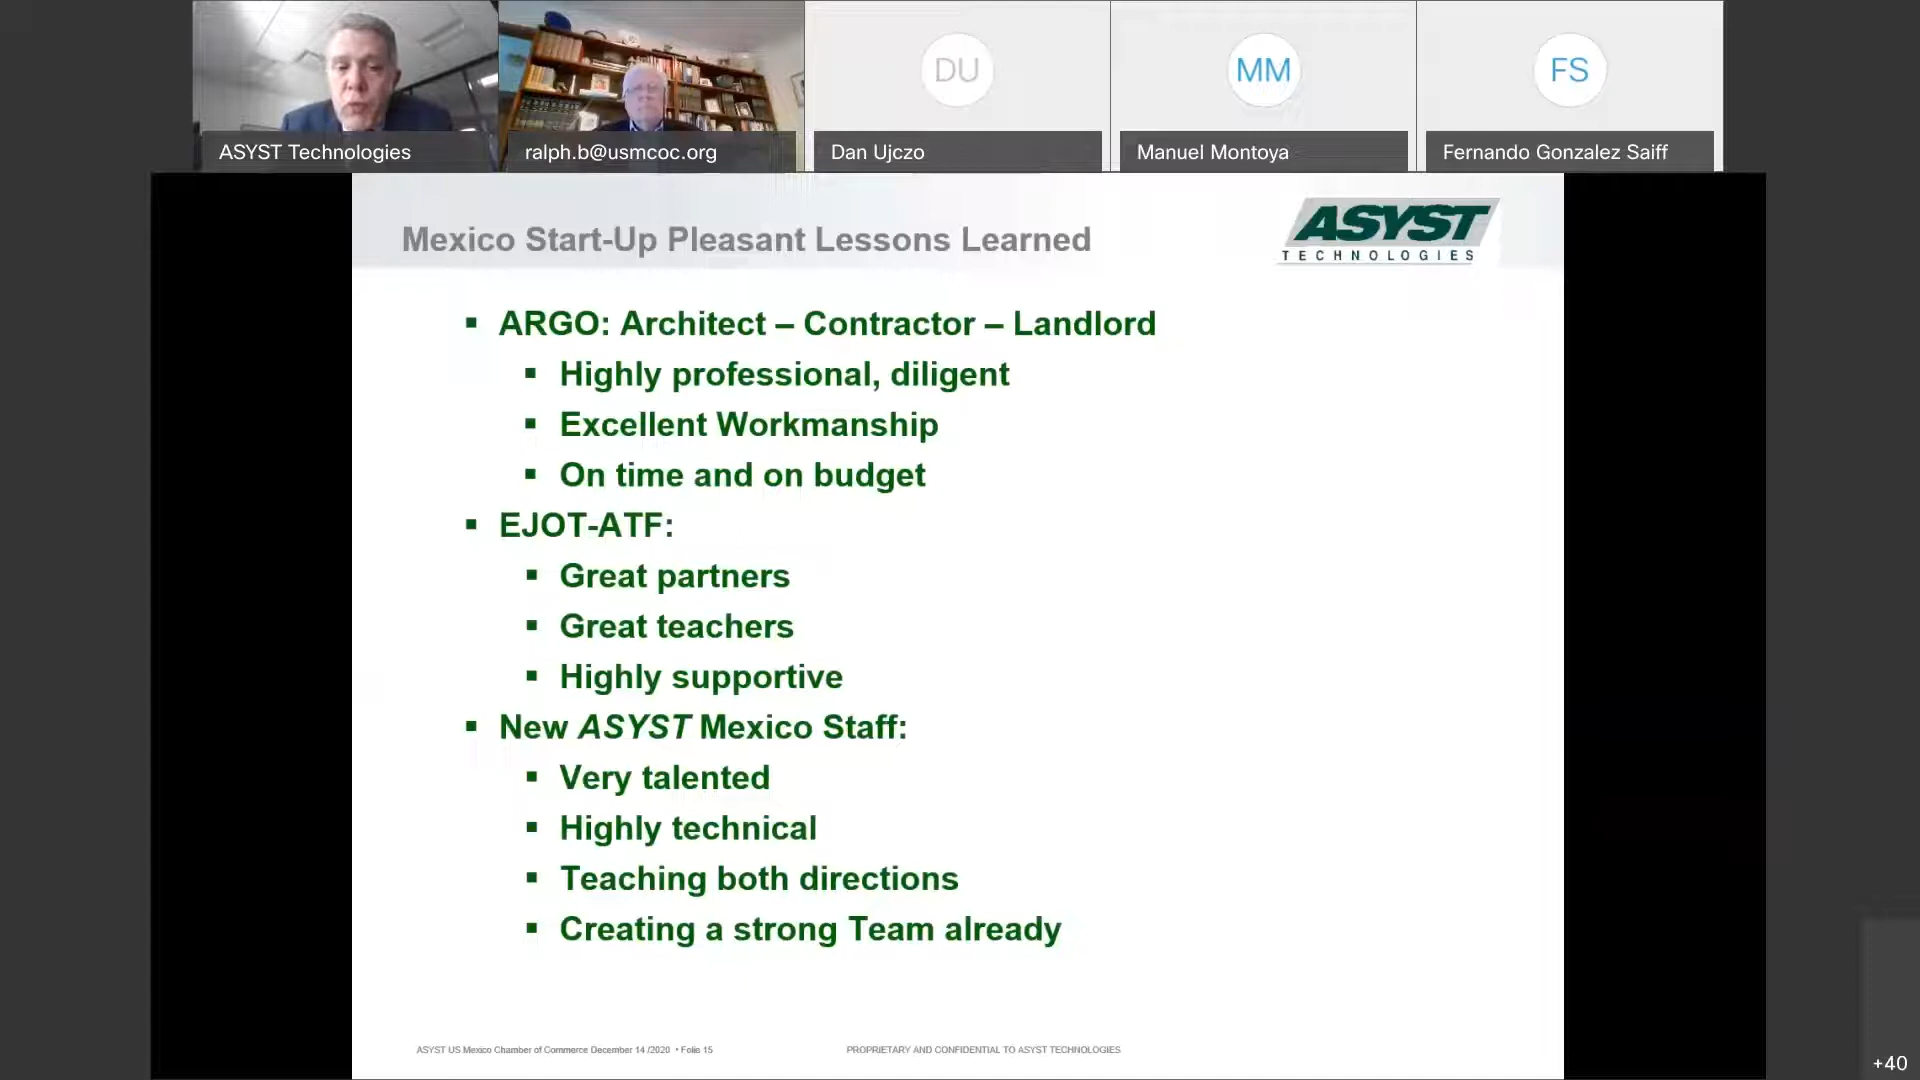 ASYST Technologies
ralph.b@usmcoc.org
DU
Dan Ujczo
MM
Manuel Montoya
FS
Fernando Gonzalez Saiff
Mexico Start-Up Pleasant Lessons Learned
ASYST
TECHNOLOGIES
▪ ARGO: Architect – Contractor – Landlord
▪ Highly professional, diligent
▪ Excellent Workmanship
▪ On time and on budget
▪ EJOT-ATF:
▪ Great partners
▪ Great teachers
▪ Highly supportive
▪ New ASYST Mexico Staff:
▪ Very talented
▪ Highly technical
▪ Teaching both directions
▪ Creating a strong Team already
ASYST US Mexico Chamber of Commerce December 14 /2020 • Folie 15
PROPRIETARY AND CONFIDENTIAL TO ASYST TECHNOLOGIES
+40